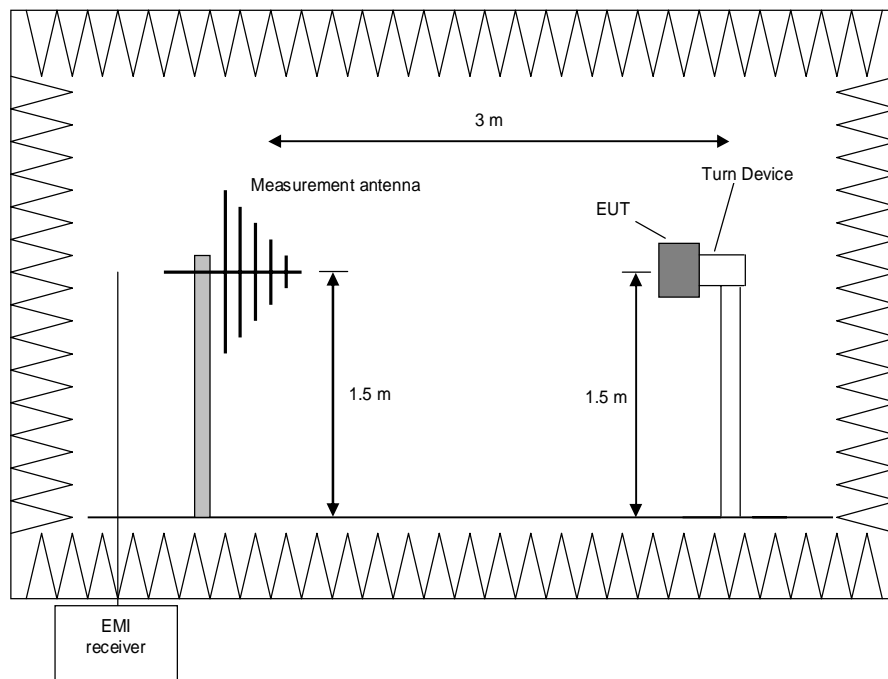 3 m
Measurement antenna
Turn Device
EUT
1.5 m
1.5 m
EMI
receiver